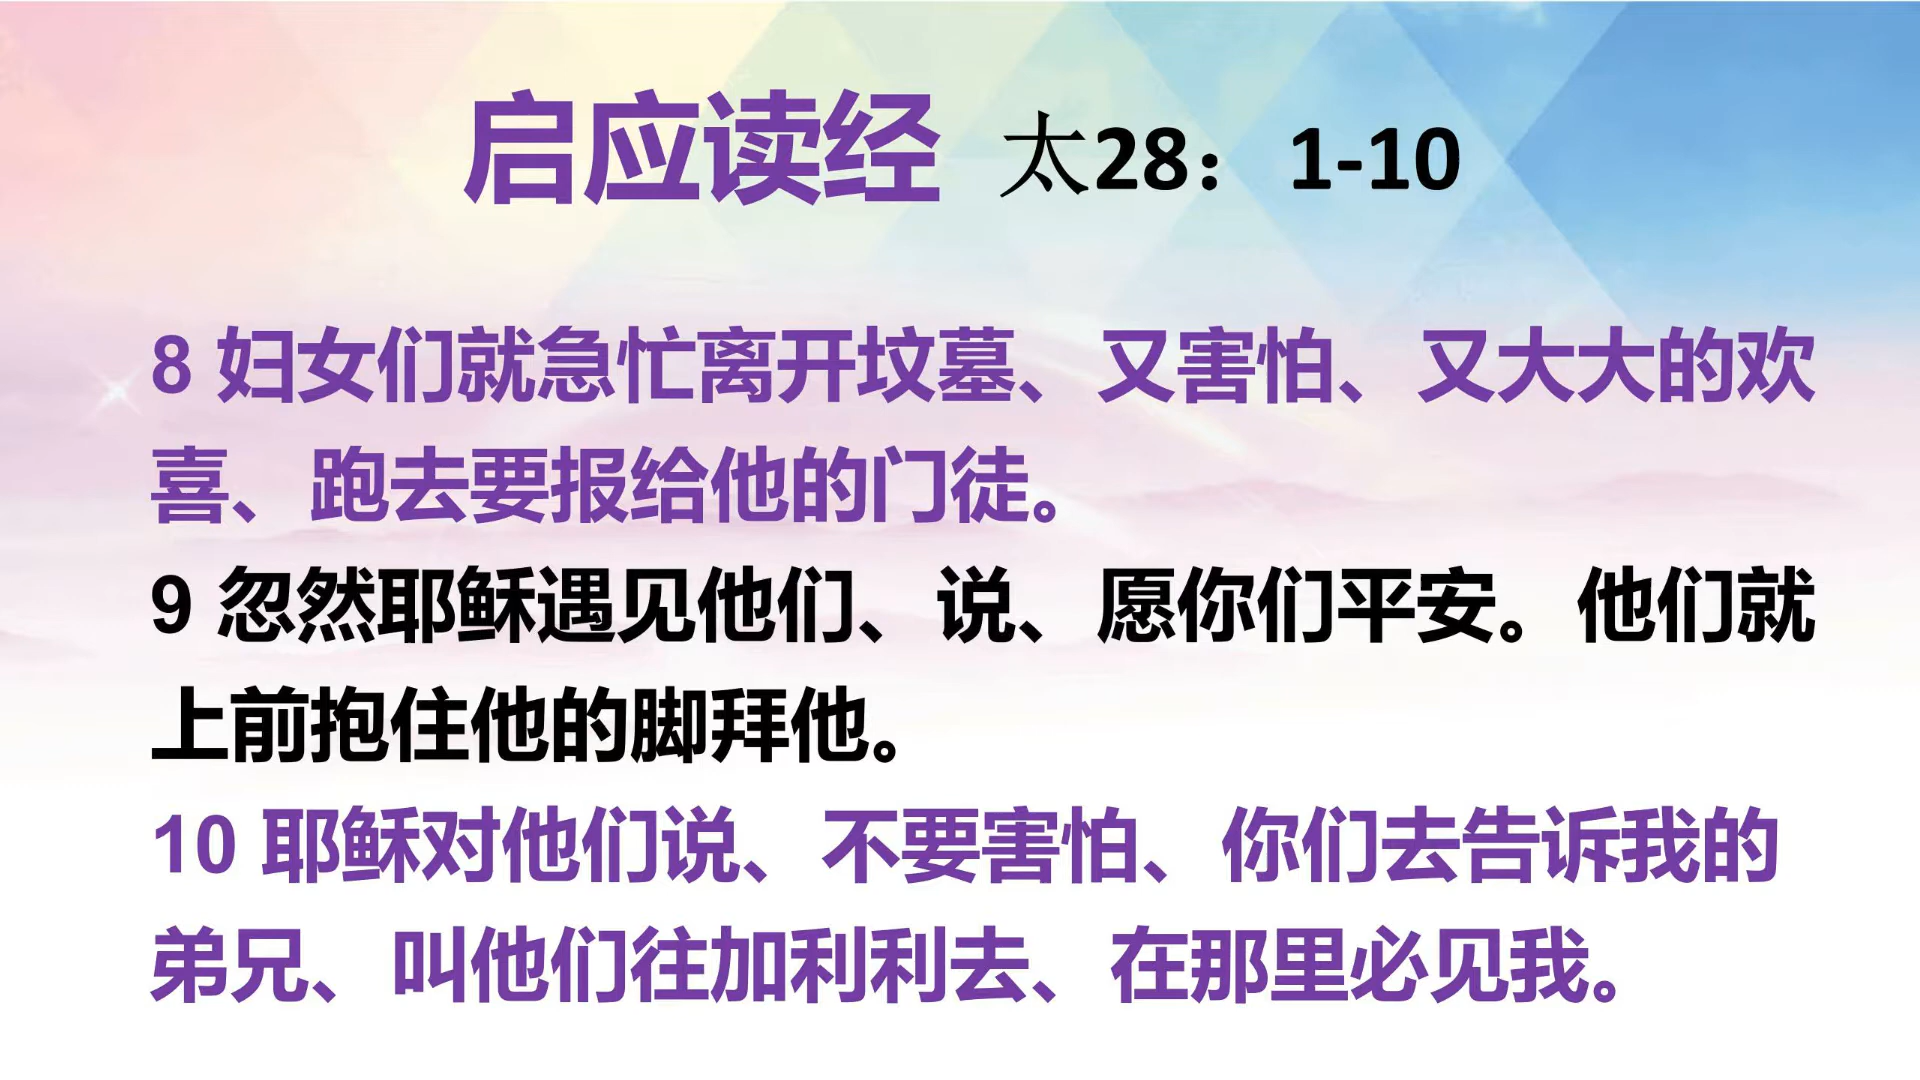 启应读经 太28： 1-10
8 妇女们就急忙离开坟墓、又害怕、又大大的欢
喜、跑去要报给他的门徒。
9 忽然耶稣遇见他们、说、愿你们平安。他们就
上前抱住他的脚拜他。
10 耶稣对他们说、不要害怕、你们去告诉我的
弟兄、叫他们往加利利去、在那里必见我。